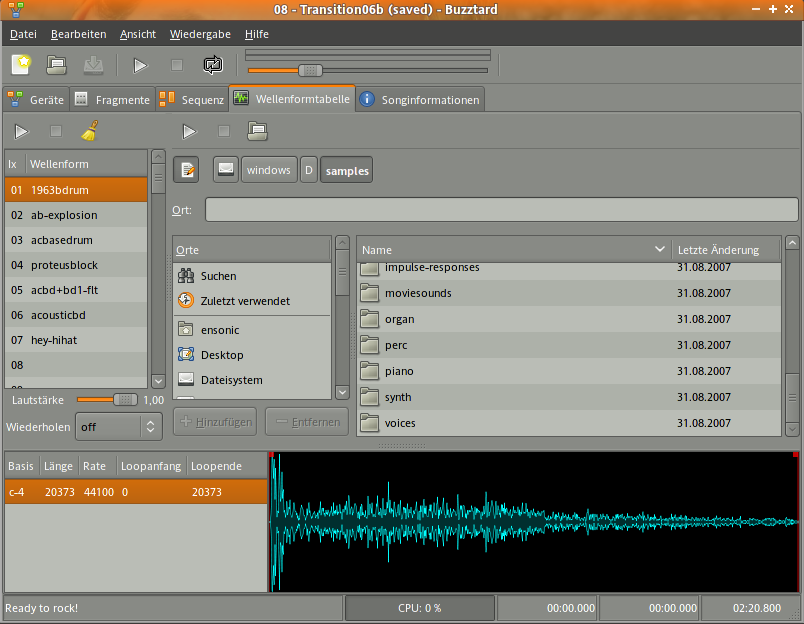 08 - Transition06b (saved) - Buzztard
Datei Bearbeiten Ansicht Wiedergabe Hilfe
Geräte Fragmente Sequenz Wellenformtabelle Songinformationen
Ix Wellenform
01 1963bdrum
02 ab-explosion
03 acbasedrum
04 proteusblock
05 acbd+bd1-flt
06 acousticbd
07 hey-hihat
08
Lautstärke 1,00
Wiederholen off
windows D samples
Ort:
Orte
Suchen
Zuletzt verwendet
ensonic
Desktop
Dateisystem
Hinzufügen Entfernen
Name Letzte Änderung
impulse-responses 31.08.2007
moviesounds 31.08.2007
organ 31.08.2007
perc 31.08.2007
piano 31.08.2007
synth 31.08.2007
voices 31.08.2007
Basis Länge Rate Loopanfang Loopende
c-4 20373 44100 0 20373
Ready to rock! CPU: 0 % 00:00.000 00:00.000 02:20.800